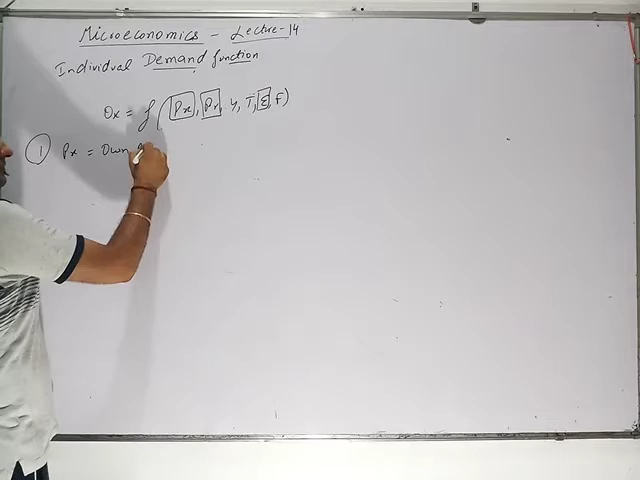 Microeconomics - Lecture-14
Individual Demand function
Dx = f(Px, Pr, Y, T, E, F)
① Px = Own